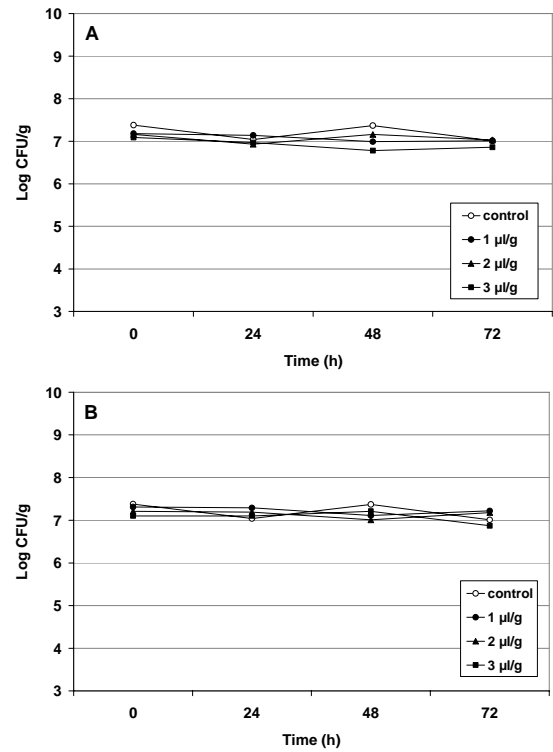 A
10
9
8
7
6
5
4
3
Log CFU/g
control
1 µl/g
2 µl/g
3 µl/g
0 24 48 72
Time (h)
B
10
9
8
7
6
5
4
3
Log CFU/g
control
1 µl/g
2 µl/g
3 µl/g
0 24 48 72
Time (h)